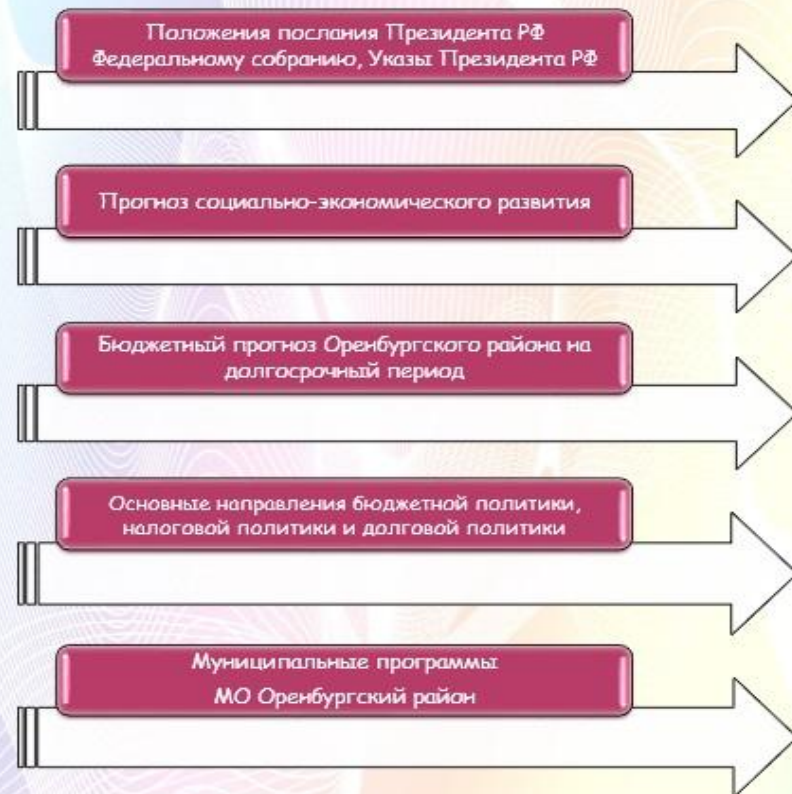 Положения послания Президента РФ
Федеральному собранию, Указы Президента РФ
Прогноз социально-экономического развития
Бюджетный прогноз Оренбургского района на
долгосрочный период
Основные направления бюджетной политики,
налоговой политики и долговой политики
Муниципальные программы
МО Оренбургский район